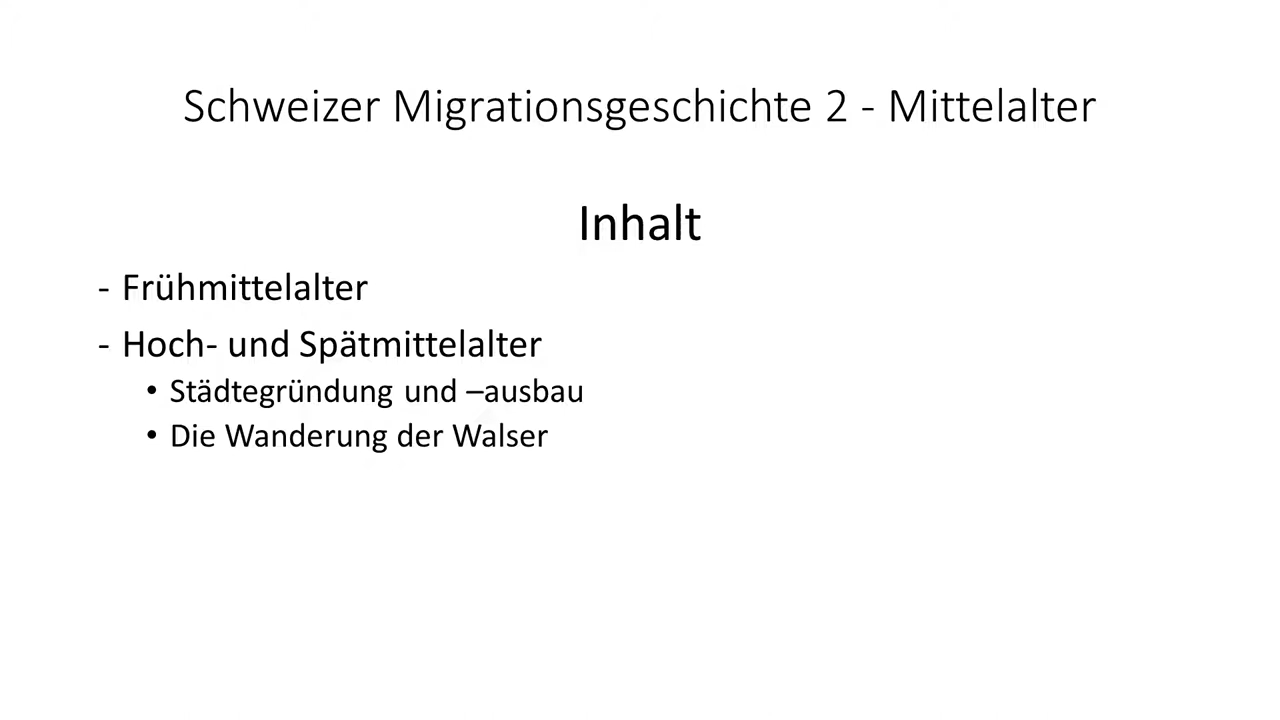 Schweizer Migrationsgeschichte 2 - Mittelalter
Inhalt
- Frühmittelalter
- Hoch- und Spätmittelalter
• Städtegründung und –ausbau
• Die Wanderung der Walser